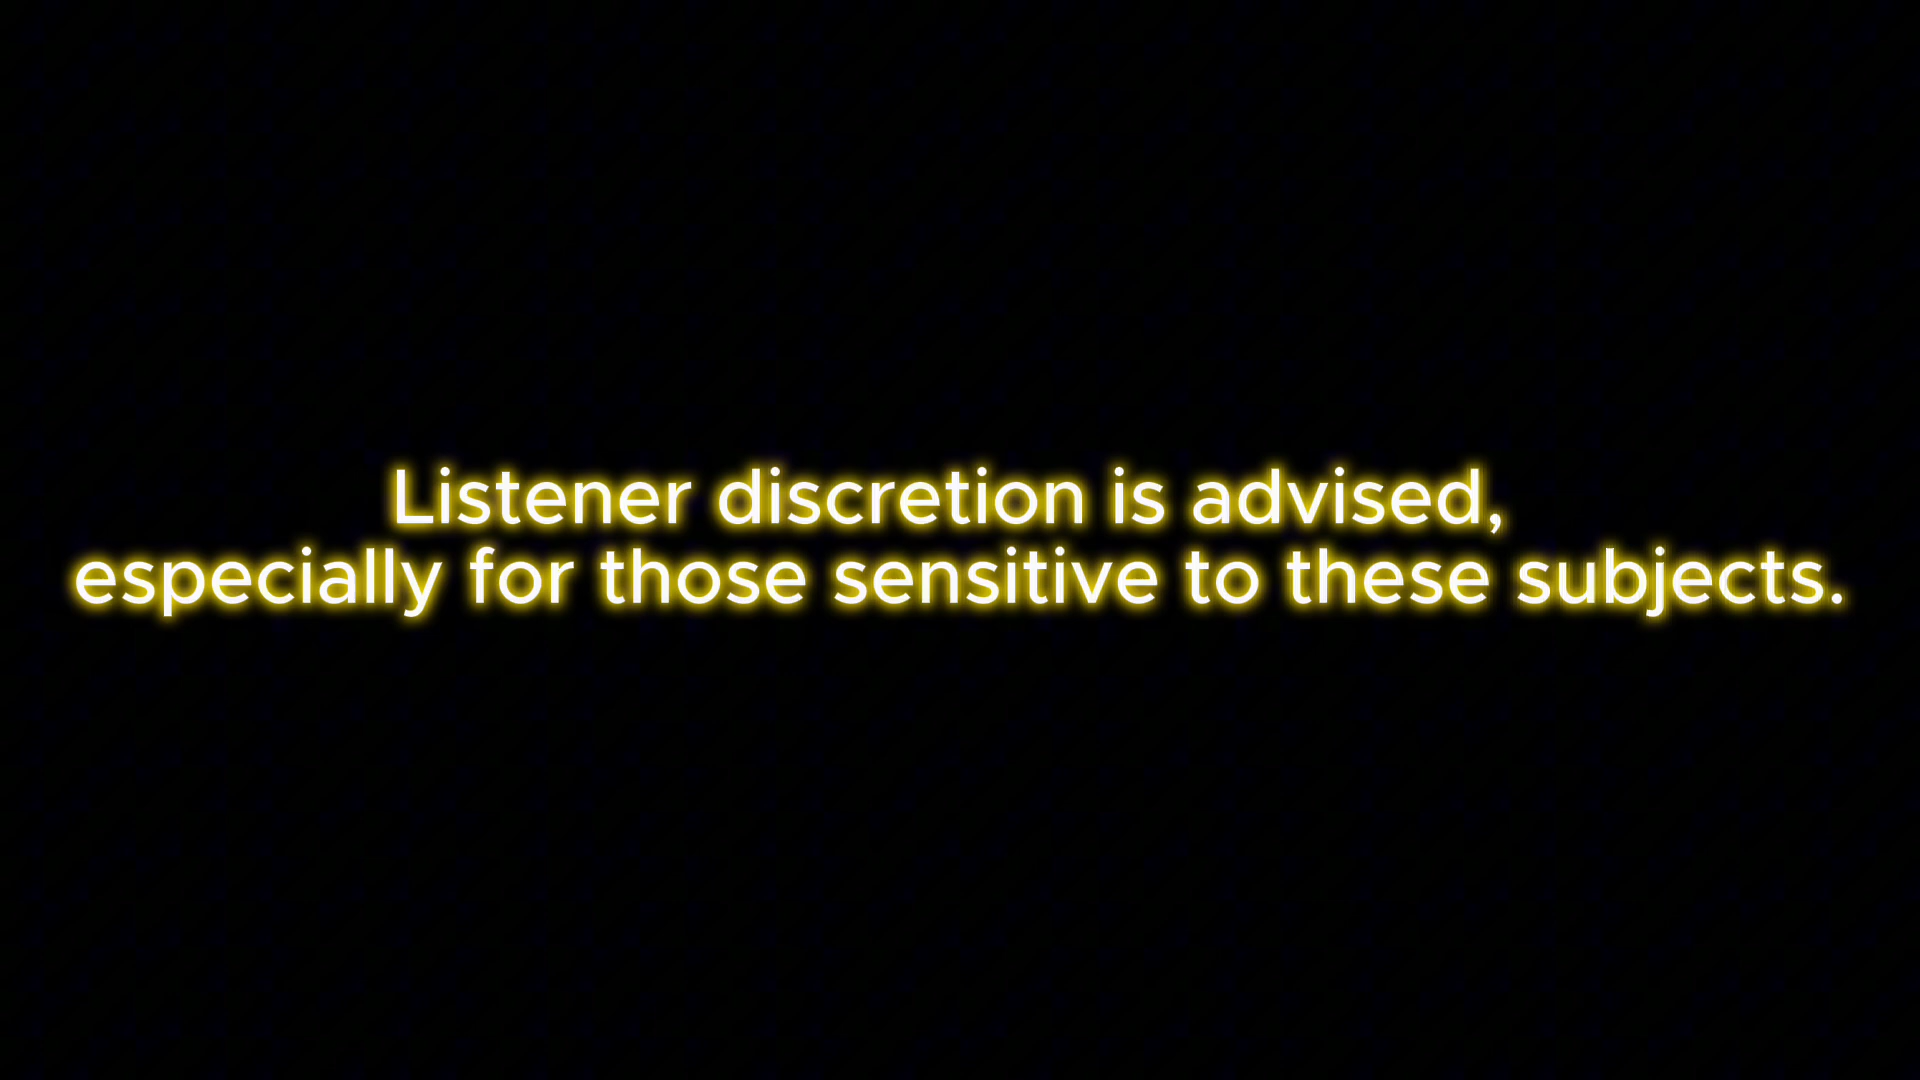 Listener discretion is advised,
especially for those sensitive to these subjects.